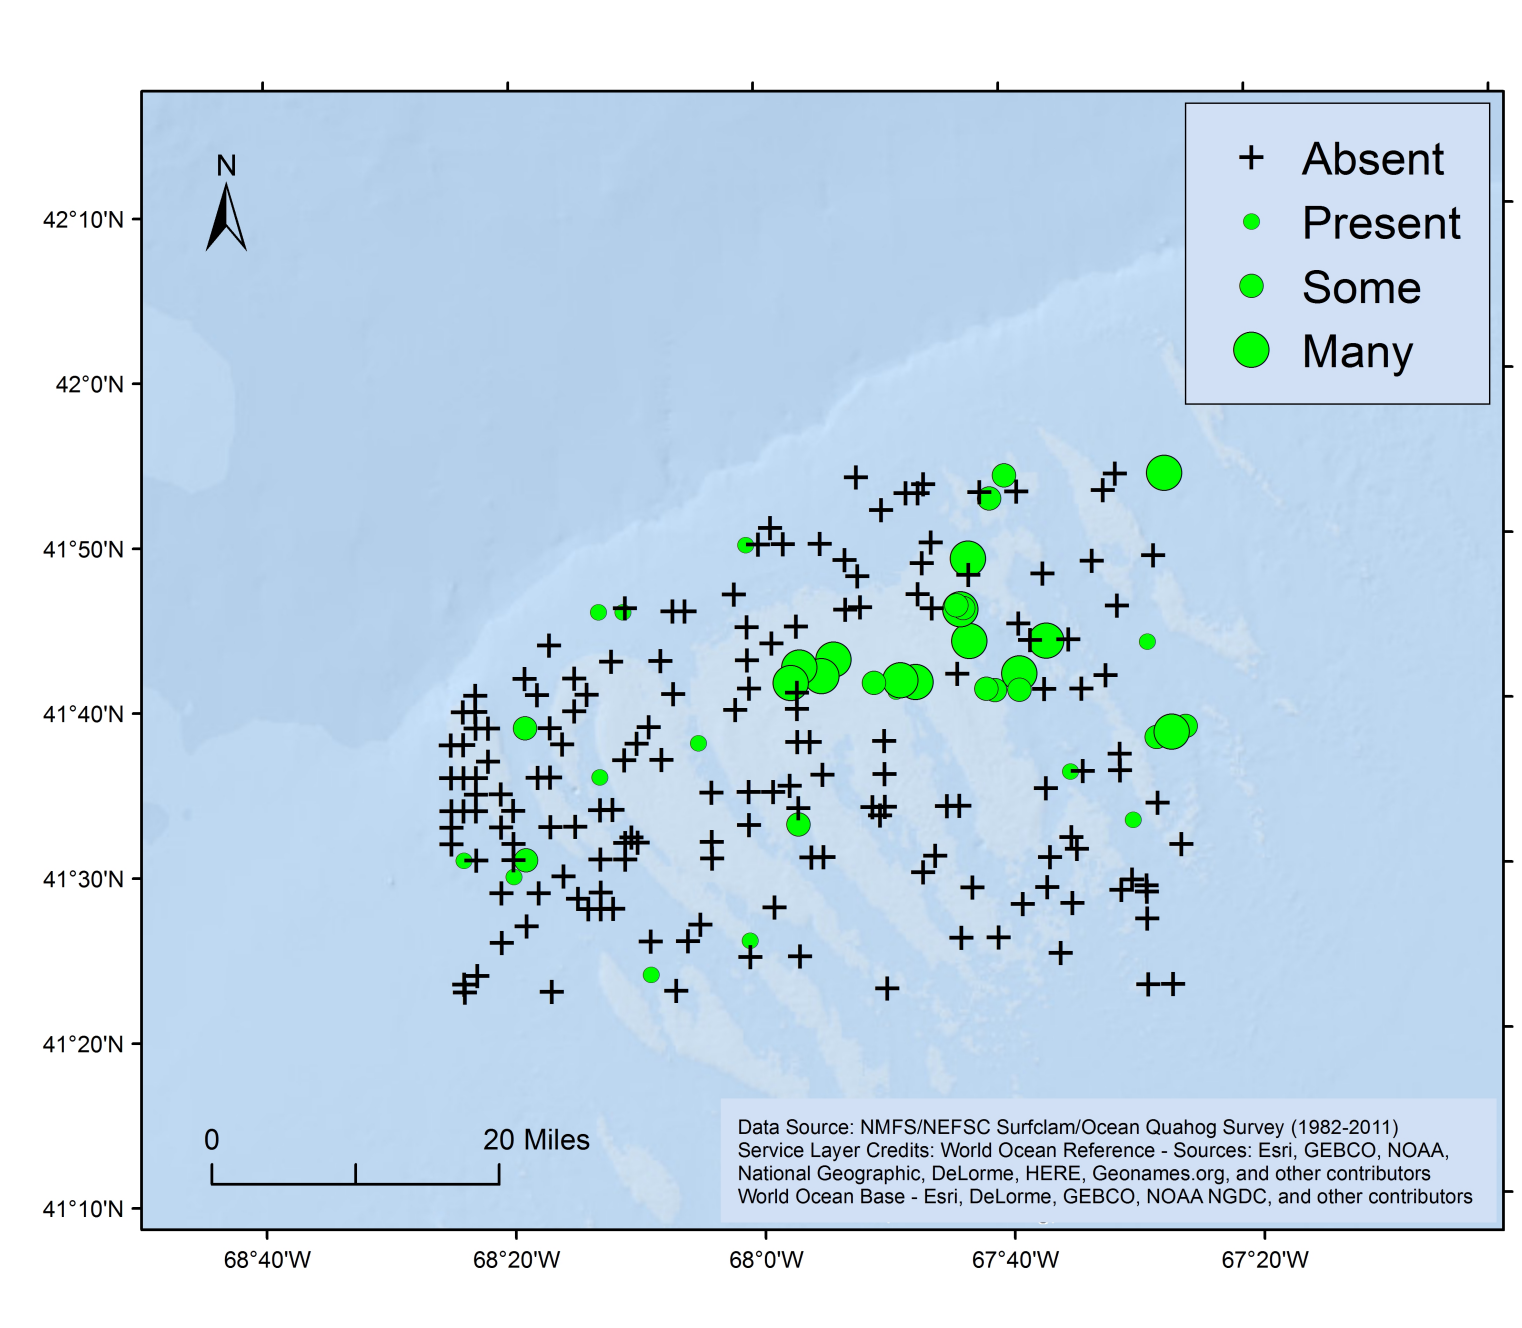 N
Absent
Present
Some
Many
42°10'N
42°0'N
41°50'N
41°40'N
41°30'N
41°20'N
41°10'N
0 20 Miles
Data Source: NMFS/NEFSC Surfclam/Ocean Quahog Survey (1982-2011)
Service Layer Credits: World Ocean Reference - Sources: Esri, GEBCO, NOAA,
National Geographic, DeLorme, HERE, Geonames.org, and other contributors
World Ocean Base - Esri, DeLorme, GEBCO, NOAA NGDC, and other contributors
68°40'W 68°20'W 68°0'W 67°40'W 67°20'W